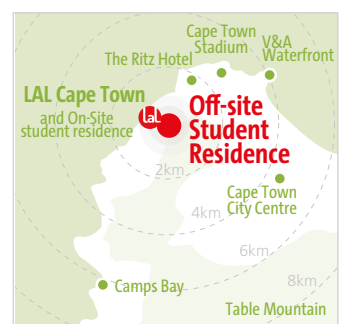 Cape Town
Stadium
V&A
Waterfront
The Ritz Hotel
LAL Cape Town
and On-Site
student residence
LaL
Off-site
Student
Residence
2km
Cape Town
City Centre
4km
6km
8km
Camps Bay
Table Mountain